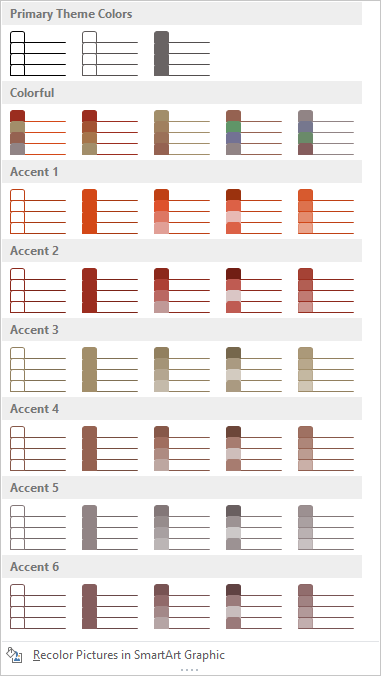 Primary Theme Colors
Colorful
Accent 1
Accent 2
Accent 3
Accent 4
Accent 5
Accent 6
Recolor Pictures in SmartArt Graphic